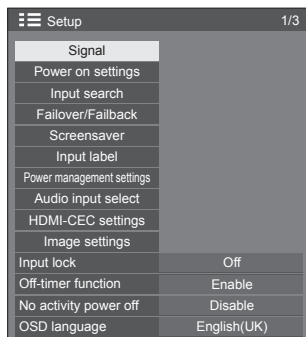 Setup 1/3
Signal
Power on settings
Input search
Failover/Failback
Screensaver
Input label
Power management settings
Audio input select
HDMI-CEC settings
Image settings
Input lock Off
Off-timer function Enable
No activity power off Disable
OSD language English(UK)